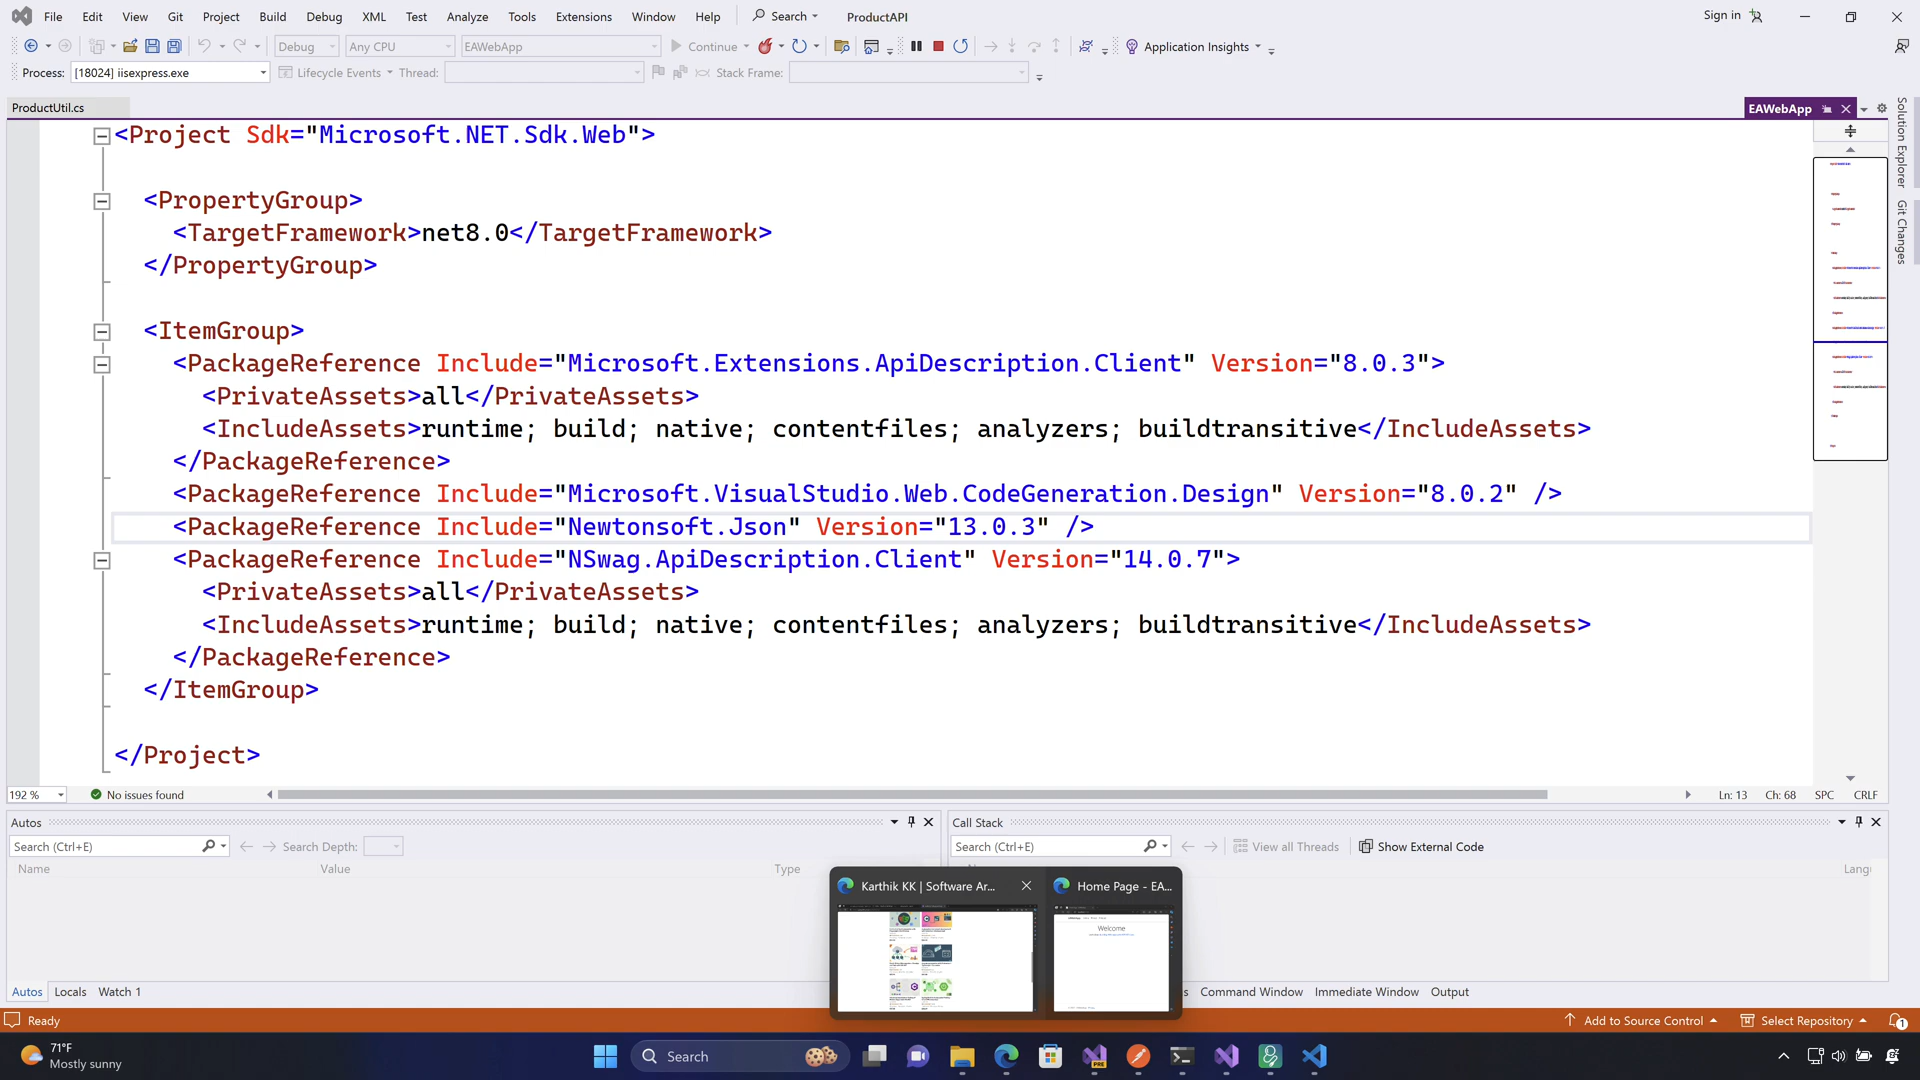 File Edit View Git Project Build Debug XML Test Analyze Tools Extensions Window Help Search ProductAPI Sign in
Debug Any CPU EAWebApp Continue Application Insights
Process: [18024] iisexpress.exe Lifecycle Events Thread: Stack Frame:
ProductUtil.cs EAWebApp
Solution Explorer
Git Changes
<Project Sdk="Microsoft.NET.Sdk.Web">
<PropertyGroup>
<TargetFramework>net8.0</TargetFramework>
</PropertyGroup>
<ItemGroup>
<PackageReference Include="Microsoft.Extensions.ApiDescription.Client" Version="8.0.3">
<PrivateAssets>all</PrivateAssets>
<IncludeAssets>runtime; build; native; contentfiles; analyzers; buildtransitive</IncludeAssets>
</PackageReference>
<PackageReference Include="Microsoft.VisualStudio.Web.CodeGeneration.Design" Version="8.0.2" />
<PackageReference Include="Newtonsoft.Json" Version="13.0.3" />
<PackageReference Include="NSwag.ApiDescription.Client" Version="14.0.7">
<PrivateAssets>all</PrivateAssets>
<IncludeAssets>runtime; build; native; contentfiles; analyzers; buildtransitive</IncludeAssets>
</PackageReference>
</ItemGroup>
</Project>
192 % No issues found Ln: 13 Ch: 68 SPC CRLF
Autos Call Stack
Search (Ctrl+E) Search Depth: Search (Ctrl+E) View all Threads Show External Code
Name Value Type Lang
Karthik KK | Software Ar... Home Page - EA...
Welcome
Autos Locals Watch 1 Command Window Immediate Window Output
Ready Add to Source Control Select Repository 1
71°F
Mostly sunny
Search
PRE